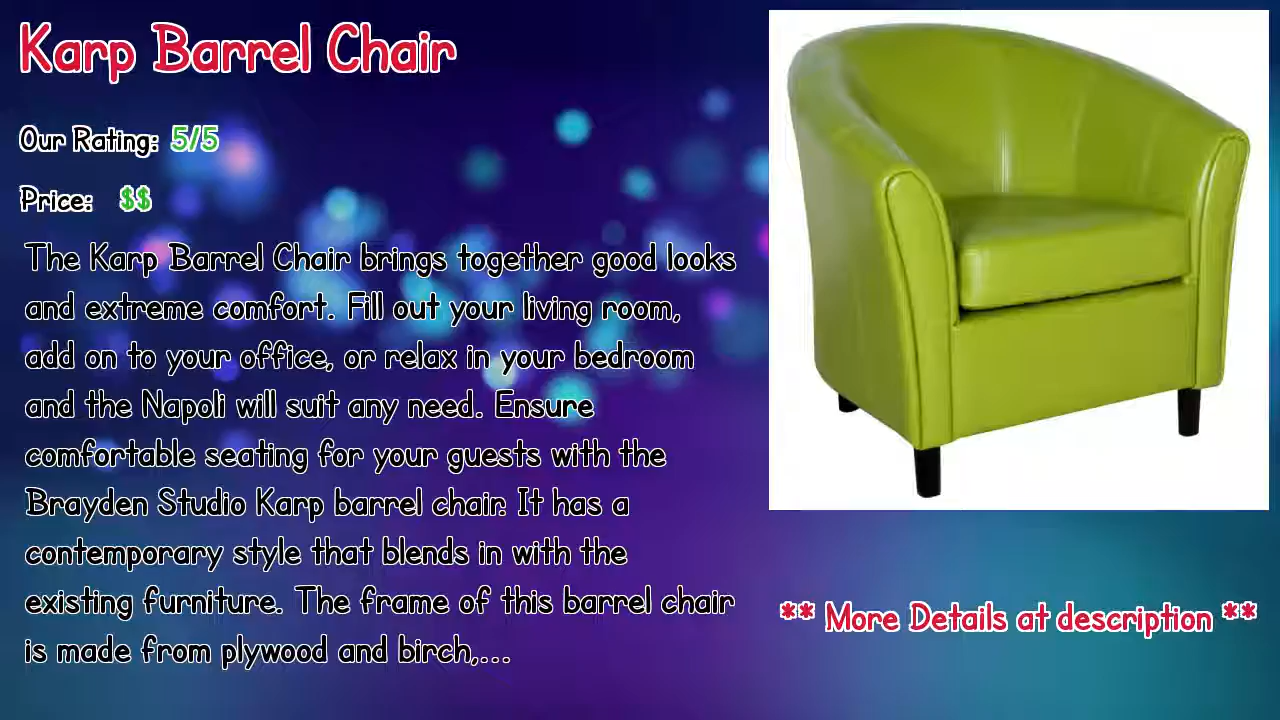 Karp Barrel Chair
Our Rating: 5/5
Price: $$
The Karp Barrel Chair brings together good looks
and extreme comfort. Fill out your living room,
add on to your office, or relax in your bedroom
and the Napoli will suit any need. Ensure
comfortable seating for your guests with the
Brayden Studio Karp barrel chair. It has a
contemporary style that blends in with the
existing furniture. The frame of this barrel chair
is made from plywood and birch,...
** More Details at description **